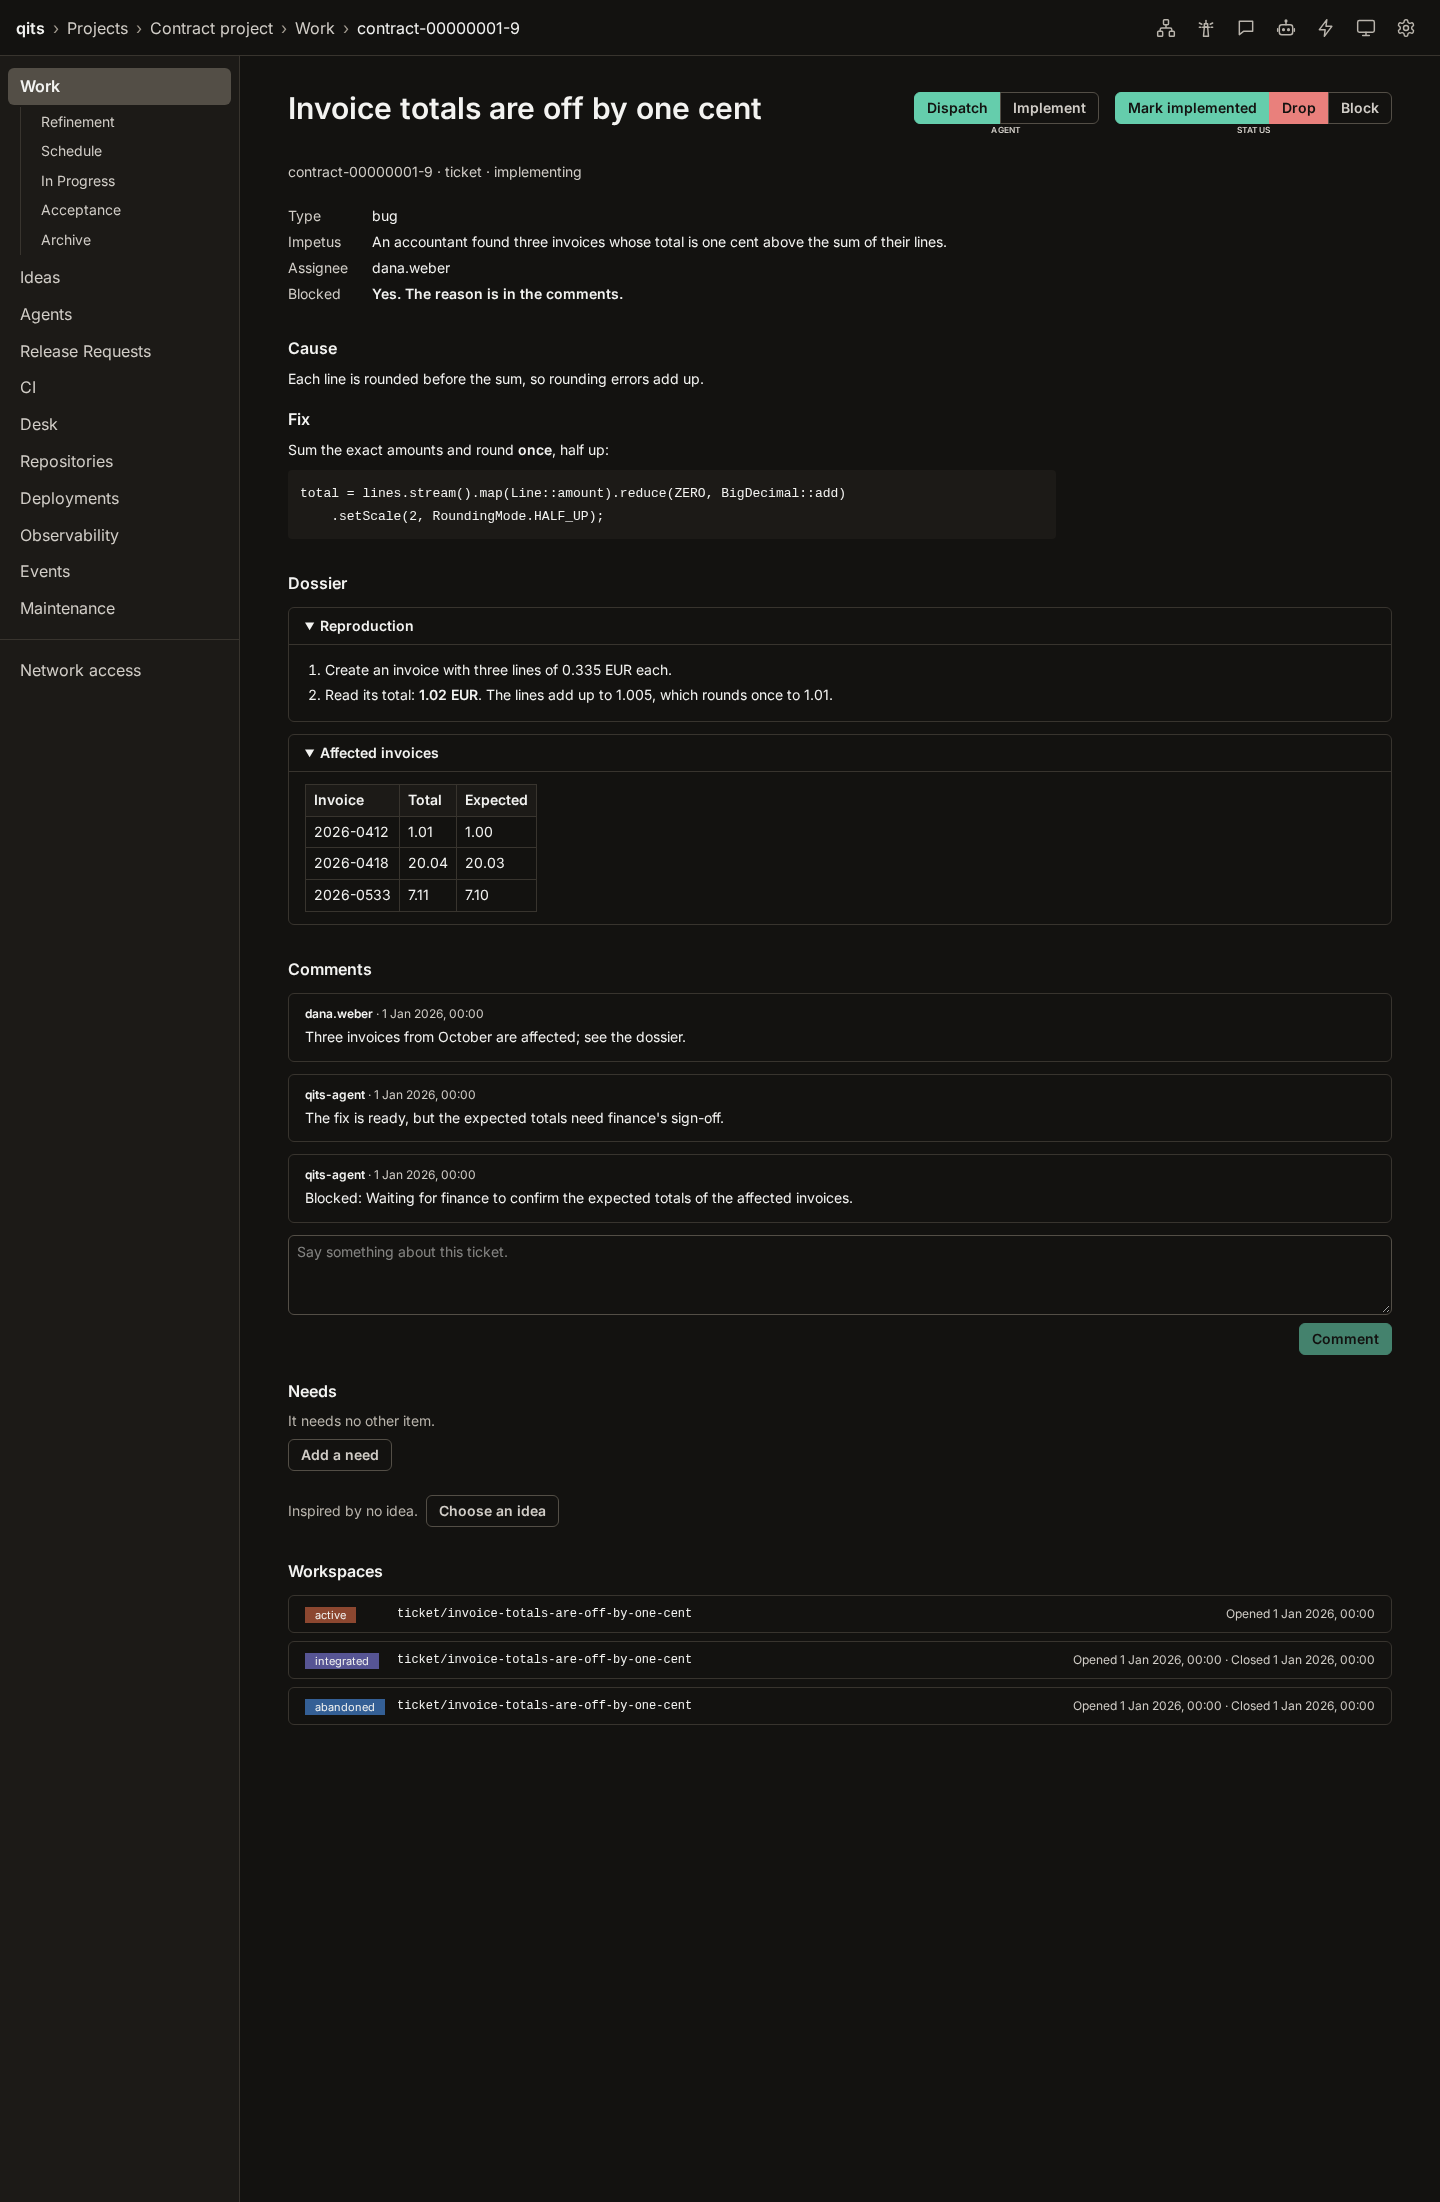 qits › Projects › Contract project › Work › contract-00000001-9
Work
Refinement
Schedule
In Progress
Acceptance
Archive
Ideas
Agents
Release Requests
CI
Desk
Repositories
Deployments
Observability
Events
Maintenance
Network access
Invoice totals are off by one cent
Dispatch Implement
AGENT
Mark implemented Drop Block
STATUS
contract-00000001-9 · ticket · implementing
Type bug
Impetus An accountant found three invoices whose total is one cent above the sum of their lines.
Assignee dana.weber
Blocked Yes. The reason is in the comments.
Cause
Each line is rounded before the sum, so rounding errors add up.
Fix
Sum the exact amounts and round once, half up:
total = lines.stream().map(Line::amount).reduce(ZERO, BigDecimal::add)
    .setScale(2, RoundingMode.HALF_UP);
Dossier
▼ Reproduction
1. Create an invoice with three lines of 0.335 EUR each.
2. Read its total: 1.02 EUR. The lines add up to 1.005, which rounds once to 1.01.
▼ Affected invoices
Invoice Total Expected
2026-0412 1.01 1.00
2026-0418 20.04 20.03
2026-0533 7.11 7.10
Comments
dana.weber · 1 Jan 2026, 00:00
Three invoices from October are affected; see the dossier.
qits-agent · 1 Jan 2026, 00:00
The fix is ready, but the expected totals need finance's sign-off.
qits-agent · 1 Jan 2026, 00:00
Blocked: Waiting for finance to confirm the expected totals of the affected invoices.
Say something about this ticket.
Comment
Needs
It needs no other item.
Add a need
Inspired by no idea. Choose an idea
Workspaces
active ticket/invoice-totals-are-off-by-one-cent Opened 1 Jan 2026, 00:00
integrated ticket/invoice-totals-are-off-by-one-cent Opened 1 Jan 2026, 00:00 · Closed 1 Jan 2026, 00:00
abandoned ticket/invoice-totals-are-off-by-one-cent Opened 1 Jan 2026, 00:00 · Closed 1 Jan 2026, 00:00